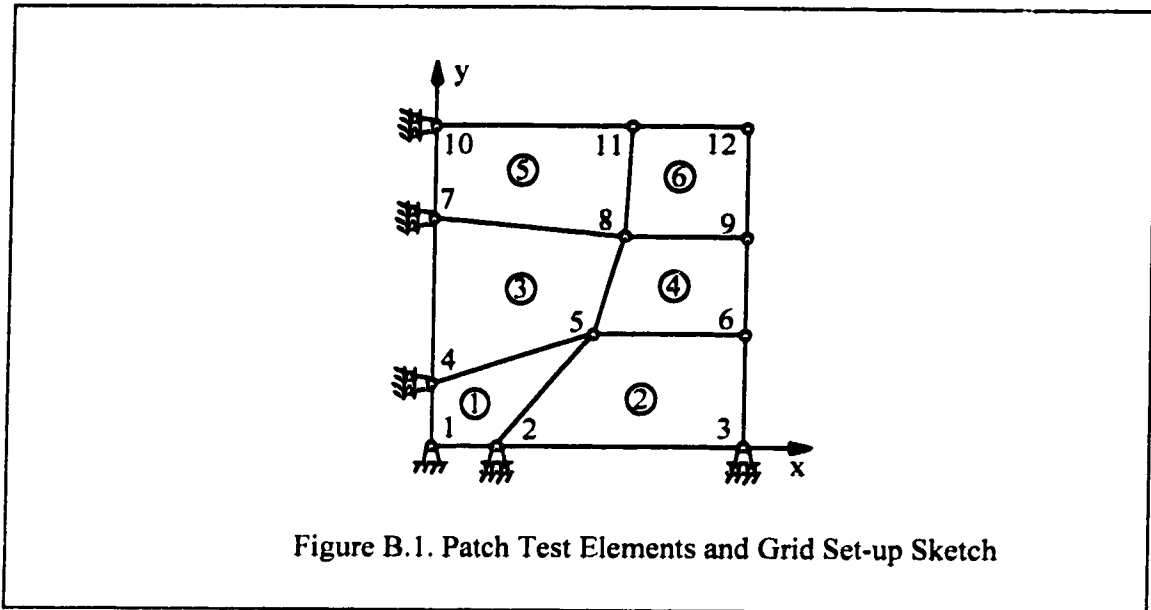 y
10 11 12
⑤ ⑥
7 8 9
③ ④
5 6
4
① ②
1 2 3
x
Figure B.1. Patch Test Elements and Grid Set-up Sketch